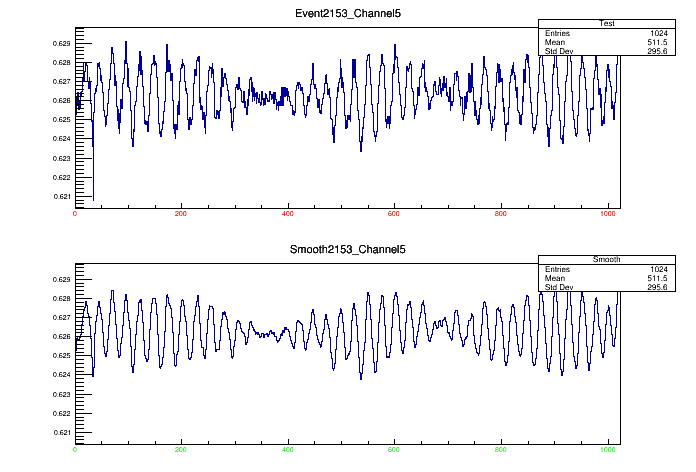 Event2153_Channel5
Test
Entries 1024
Mean 511.5
Std Dev 295.6
0.629
0.628
0.627
0.626
0.625
0.624
0.623
0.622
0.621
0 200 400 600 800 1000
Smooth2153_Channel5
Smooth
Entries 1024
Mean 511.5
Std Dev 295.6
0.629
0.628
0.627
0.626
0.625
0.624
0.623
0.622
0.621
0 200 400 600 800 1000